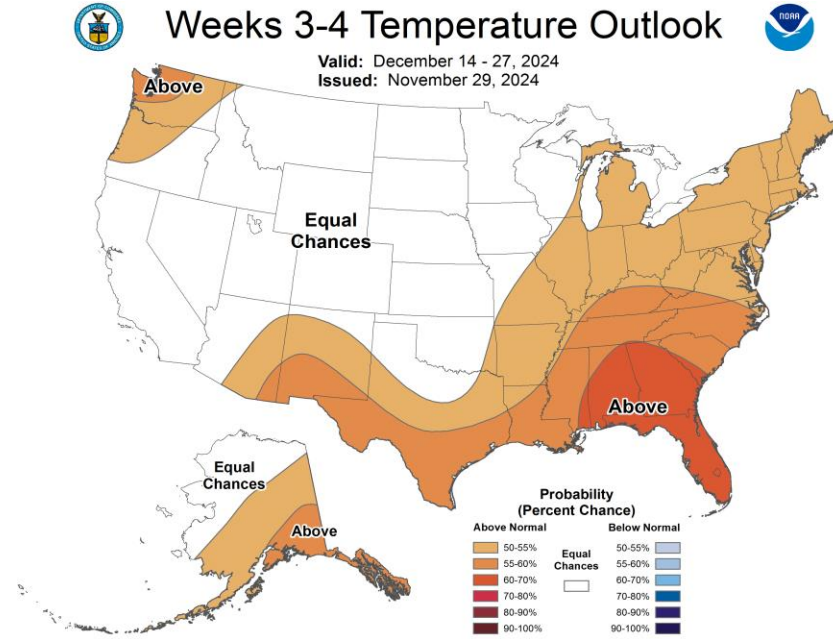 Weeks 3-4 Temperature Outlook
NOAA
Valid: December 14 - 27, 2024
Issued: November 29, 2024
Above
Equal
Chances
Above
Equal
Chances
Above
Probability
(Percent Chance)
Above Normal
Below Normal
50-55%
55-60%
60-70%
70-80%
80-90%
90-100%
Equal
Chances
50-55%
55-60%
60-70%
70-80%
80-90%
90-100%